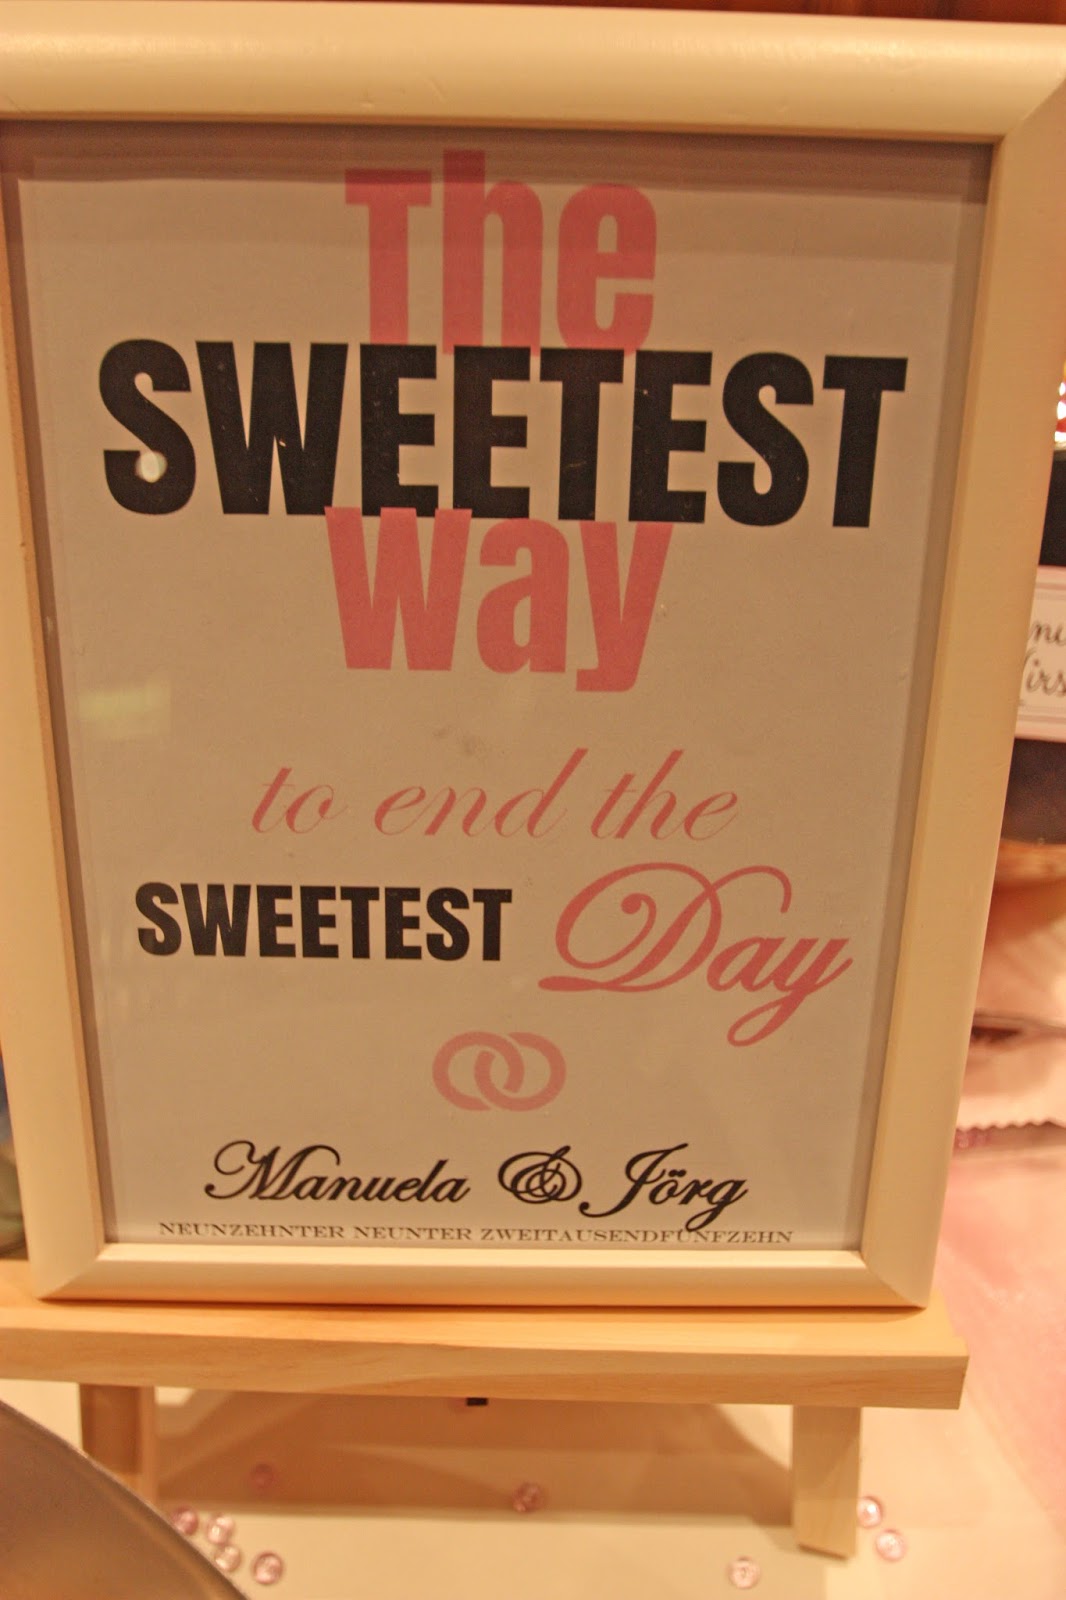 The
SWEETEST
Way
to end the
SWEETEST Day
Manuela & Jörg
NEUNZEHNTER NEUNTER ZWEITAUSENDFÜNFZEHN